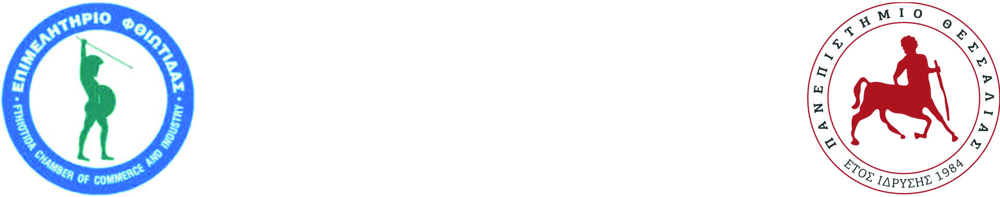 ΕΠΙΜΕΛΗΤΗΡΙΟ ΦΘΙΩΤΙΔΑΣ
FTHIOTIDA CHAMBER OF COMMERCE AND INDUSTRY
ΠΑΝΕΠΙΣΤΗΜΙΟ ΘΕΣΣΑΛΙΑΣ
ΕΤΟΣ ΙΔΡΥΣΗΣ 1984